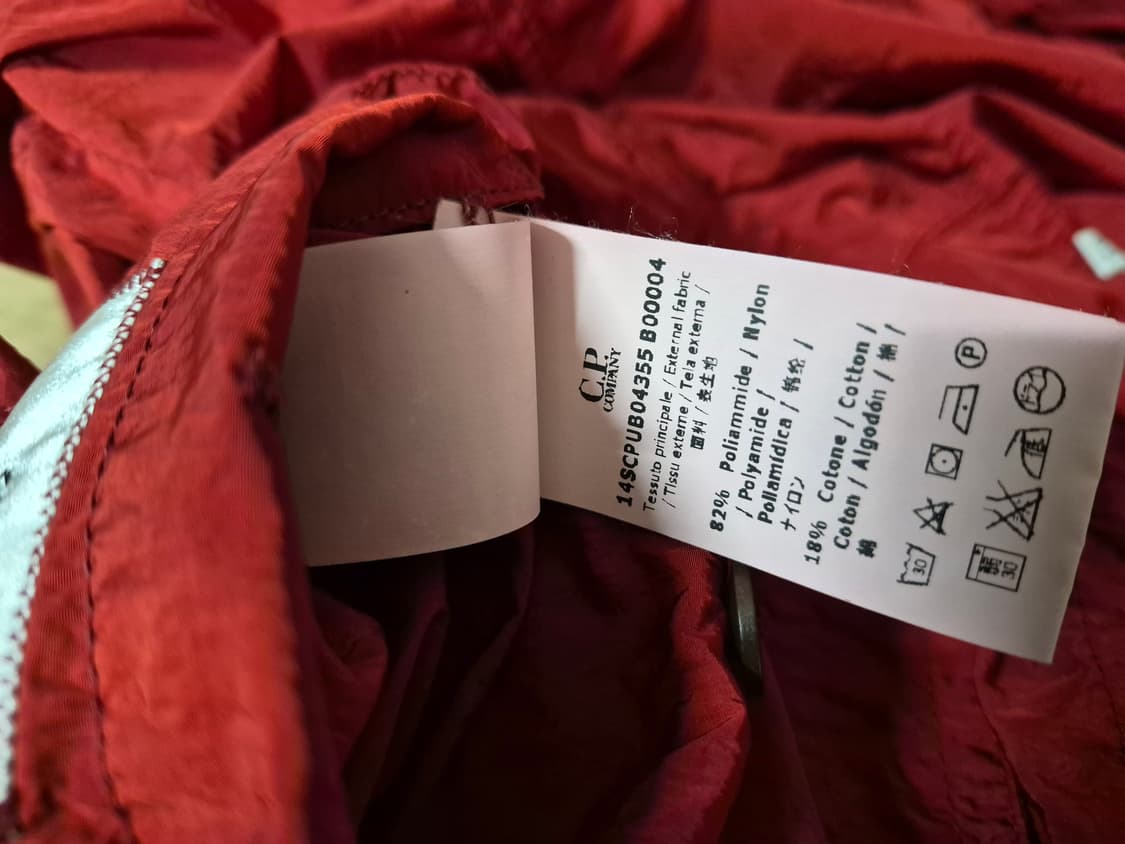 C.P.
COMPANY
14SCPUB04355 B00004
Tessuto principale / External fabric
/ Tissu externe / Tela externa /
面料 / 表生地
82% Poliammide / Nylon
/ Polyamide /
Poliamídica / 锦纶 /
ナイロン
18% Cotone / Cotton /
Coton / Algodón / 棉 /
綿
30 P
30